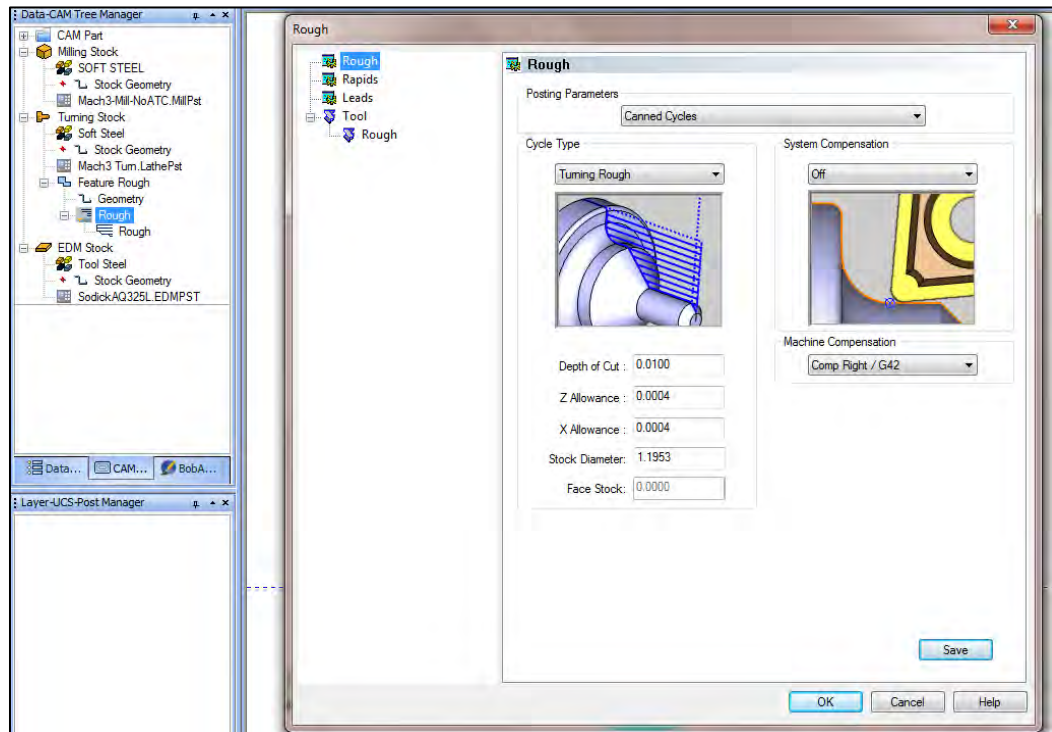 Data-CAM Tree Manager
CAM Part
Milling Stock
SOFT STEEL
Stock Geometry
Mach3-Mill-NoATC.MillPst
Turning Stock
Soft Steel
Stock Geometry
Mach3 Turn.LathePst
Feature Rough
Geometry
Rough
Rough
EDM Stock
Tool Steel
Stock Geometry
SodickAQ325L.EDMPST
Data...
CAM...
BobA...
Layer-UCS-Post Manager
Rough
Rough
Rapids
Leads
Tool
Rough
Rough
Posting Parameters
Canned Cycles
Cycle Type
Turning Rough
Depth of Cut : 0.0100
Z Allowance : 0.0004
X Allowance : 0.0004
Stock Diameter: 1.1953
Face Stock: 0.0000
System Compensation
Off
Machine Compensation
Comp Right / G42
Save
OK
Cancel
Help